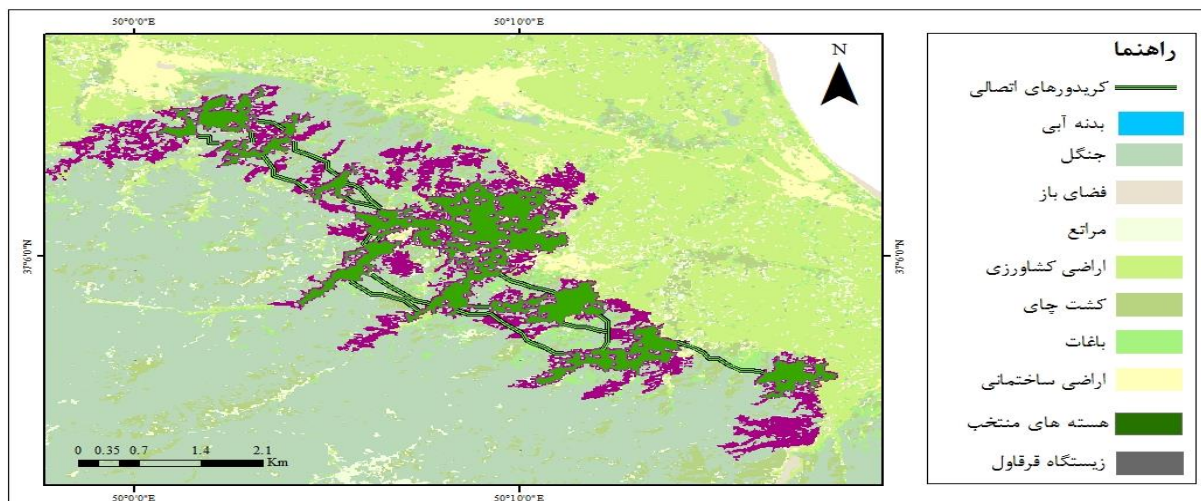 50°0'0"E
50°10'0"E
N
37°6'0"N
37°6'0"N
0 0.35 0.7 1.4 2.1
Km
50°0'0"E
50°10'0"E
راهنما
کریدورهای اتصالی
بدنه آبی
جنگل
فضای باز
مراتع
اراضی کشاورزی
کشت چای
باغات
اراضی ساختمانی
هسته های منتخب
زیستگاه قرقاول